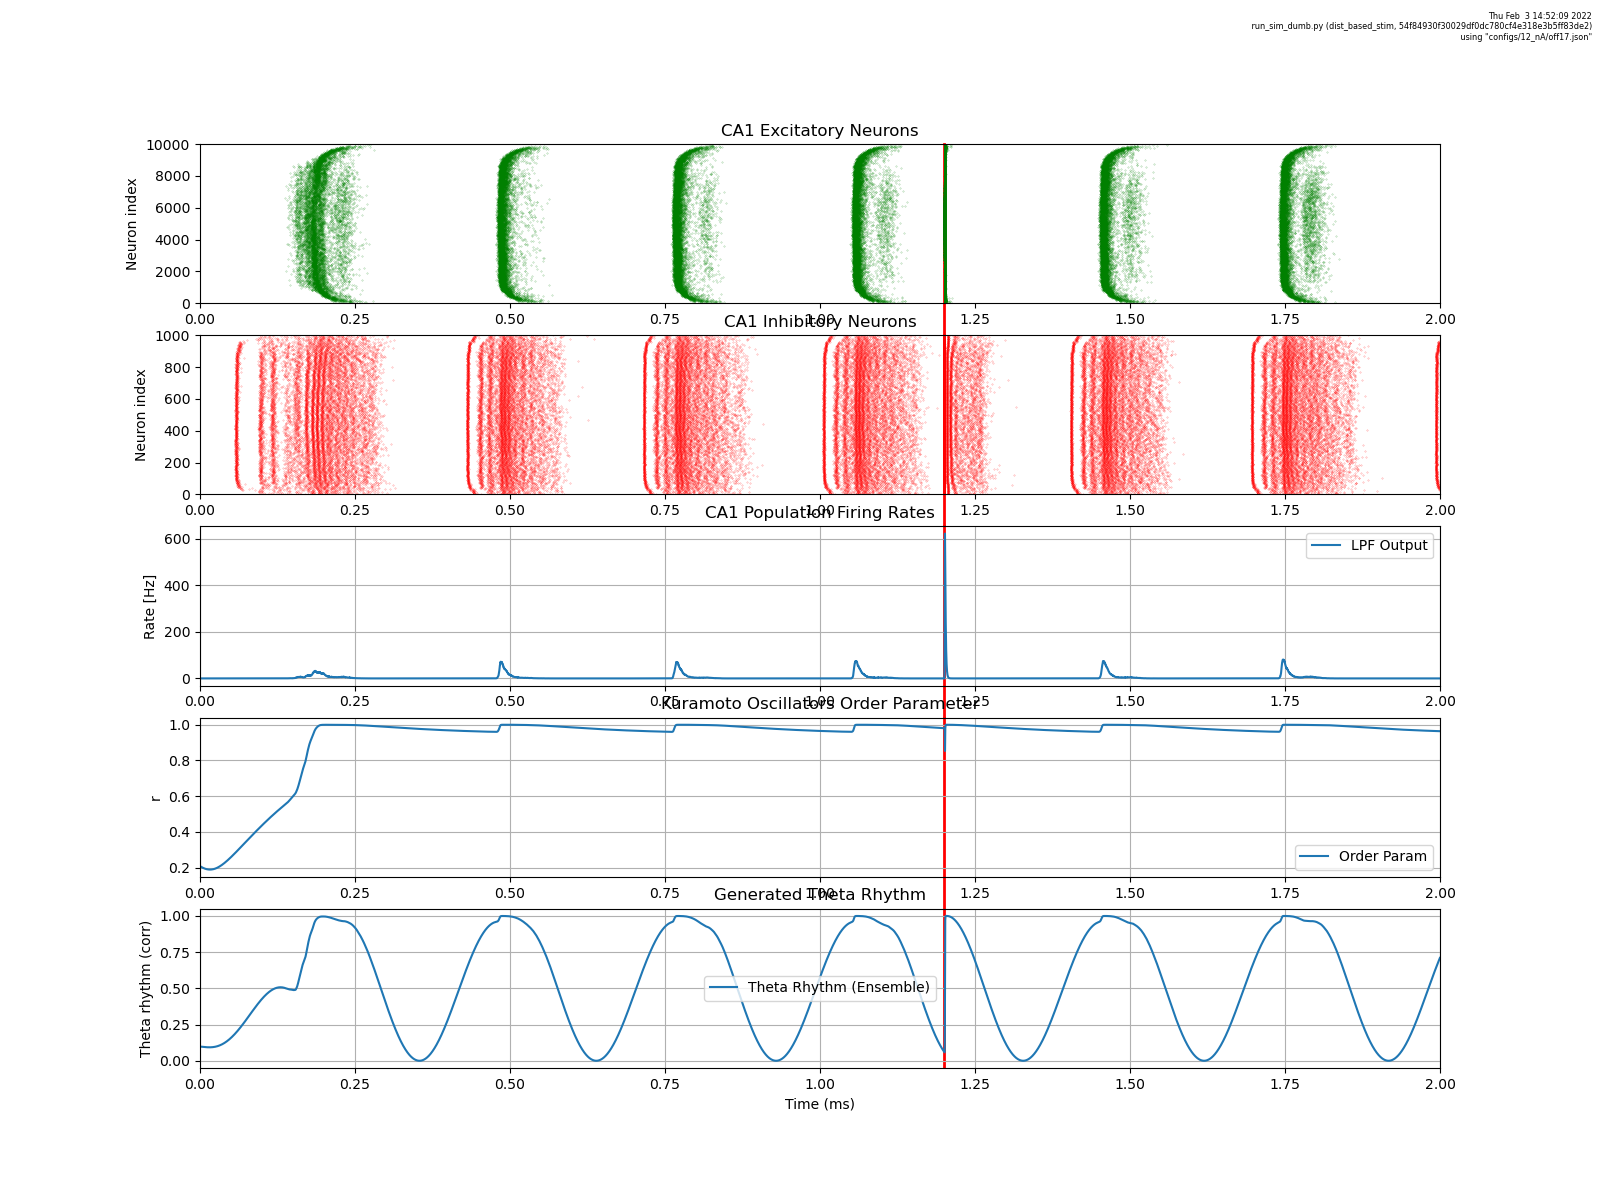 Thu Feb  3 14:52:09 2022
run_sim_dumb.py (dist_based_stim, 54f84930f30029df0dc780cf4e318e3b5ff83de2)
using "configs/12_nA/off17.json"
CA1 Excitatory Neurons
Neuron index
10000
8000
6000
4000
2000
0
0.00 0.25 0.50 0.75 1.00 1.25 1.50 1.75 2.00
CA1 Inhibitory Neurons
Neuron index
1000
800
600
400
200
0
0.00 0.25 0.50 0.75 1.00 1.25 1.50 1.75 2.00
CA1 Population Firing Rates
Rate [Hz]
600
400
200
0
LPF Output
0.00 0.25 0.50 0.75 1.00 1.25 1.50 1.75 2.00
Kuramoto Oscillators Order Parameter
r
1.0
0.8
0.6
0.4
0.2
Order Param
0.00 0.25 0.50 0.75 1.00 1.25 1.50 1.75 2.00
Generated Theta Rhythm
Theta rhythm (corr)
1.00
0.75
0.50
0.25
0.00
Theta Rhythm (Ensemble)
0.00 0.25 0.50 0.75 1.00 1.25 1.50 1.75 2.00
Time (ms)